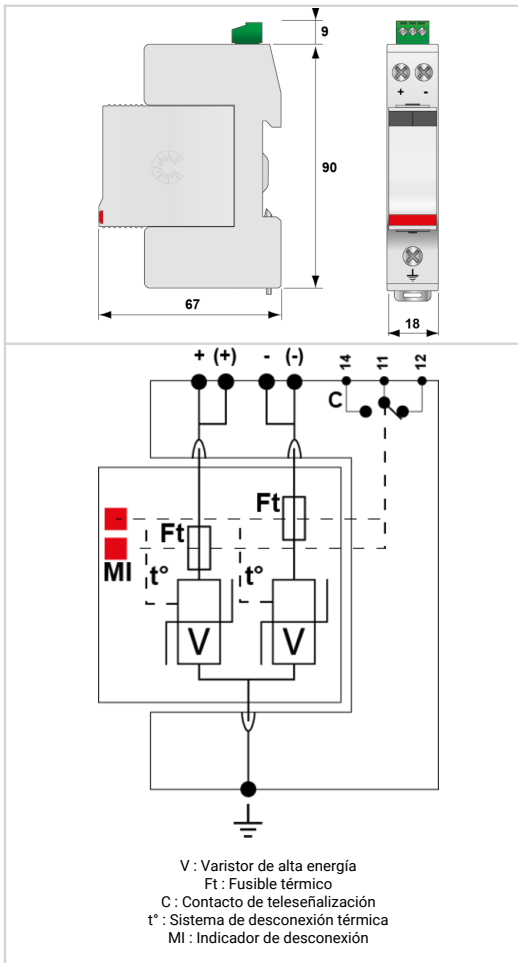 9
+ -
90
67
18
+ (+) - (-) 14 11 12
C
Ft
Ft
MI t° t°
V V
V : Varistor de alta energía
Ft : Fusible térmico
C : Contacto de teleseñalización
t° : Sistema de desconexión térmica
MI : Indicador de desconexión